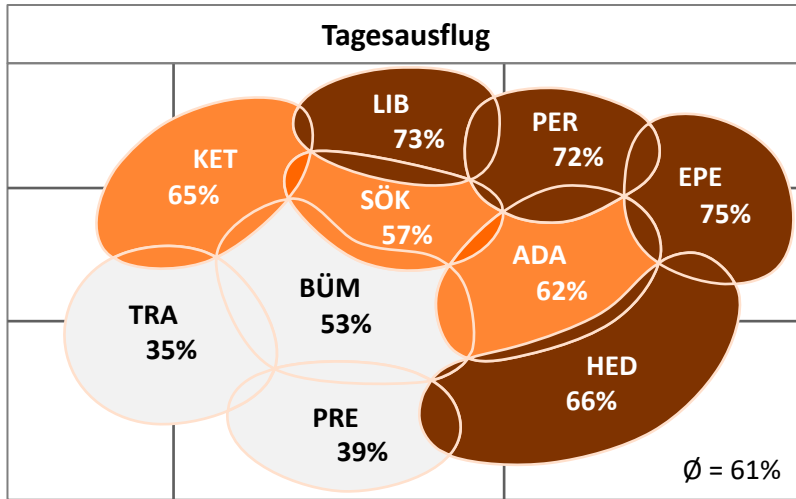 Tagesausflug
LIB
73%
PER
72%
KET
65%
EPE
75%
SÖK
57%
ADA
62%
BÜM
53%
TRA
35%
HED
66%
PRE
39%
Ø = 61%